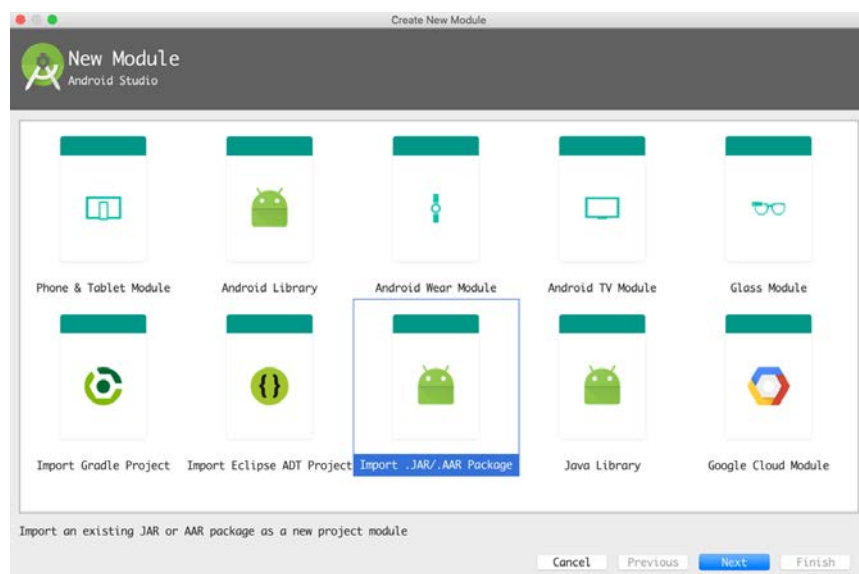 Create New Module
New Module
Android Studio
Phone & Tablet Module
Android Library
Android Wear Module
Android TV Module
Glass Module
Import Gradle Project
Import Eclipse ADT Project
Import .JAR/.AAR Package
Java Library
Google Cloud Module
Import an existing JAR or AAR package as a new project module
Cancel
Previous
Next
Finish